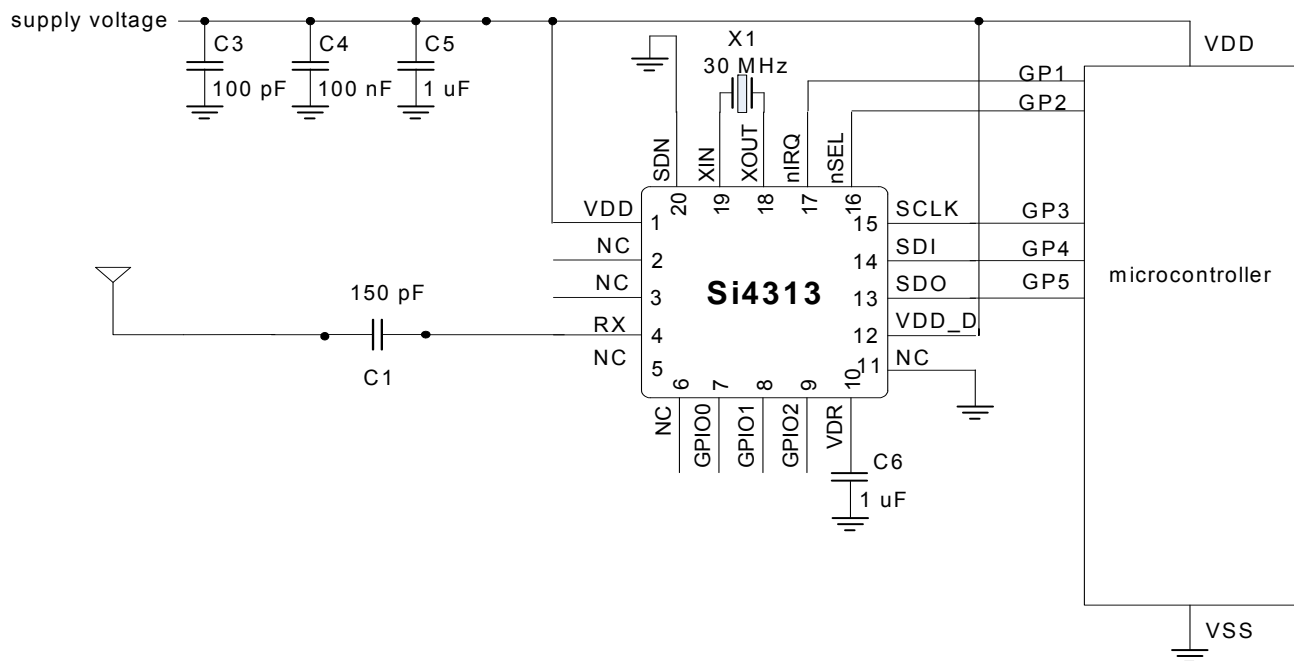 supply voltage
C3
100 pF
C4
100 nF
C5
1 uF
X1
30 MHz
VDD
GP1
GP2
SDN
XIN
XOUT
nIRQ
nSEL
20
19
18
17
16
VDD
1
NC
2
NC
3
RX
4
NC
5
Si4313
15
SCLK
GP3
14
SDI
GP4
13
SDO
GP5
12
VDD_D
11
NC
microcontroller
150 pF
C1
6
7
8
9
10
NC
GPIO0
GPIO1
GPIO2
VDR
C6
1 uF
VSS